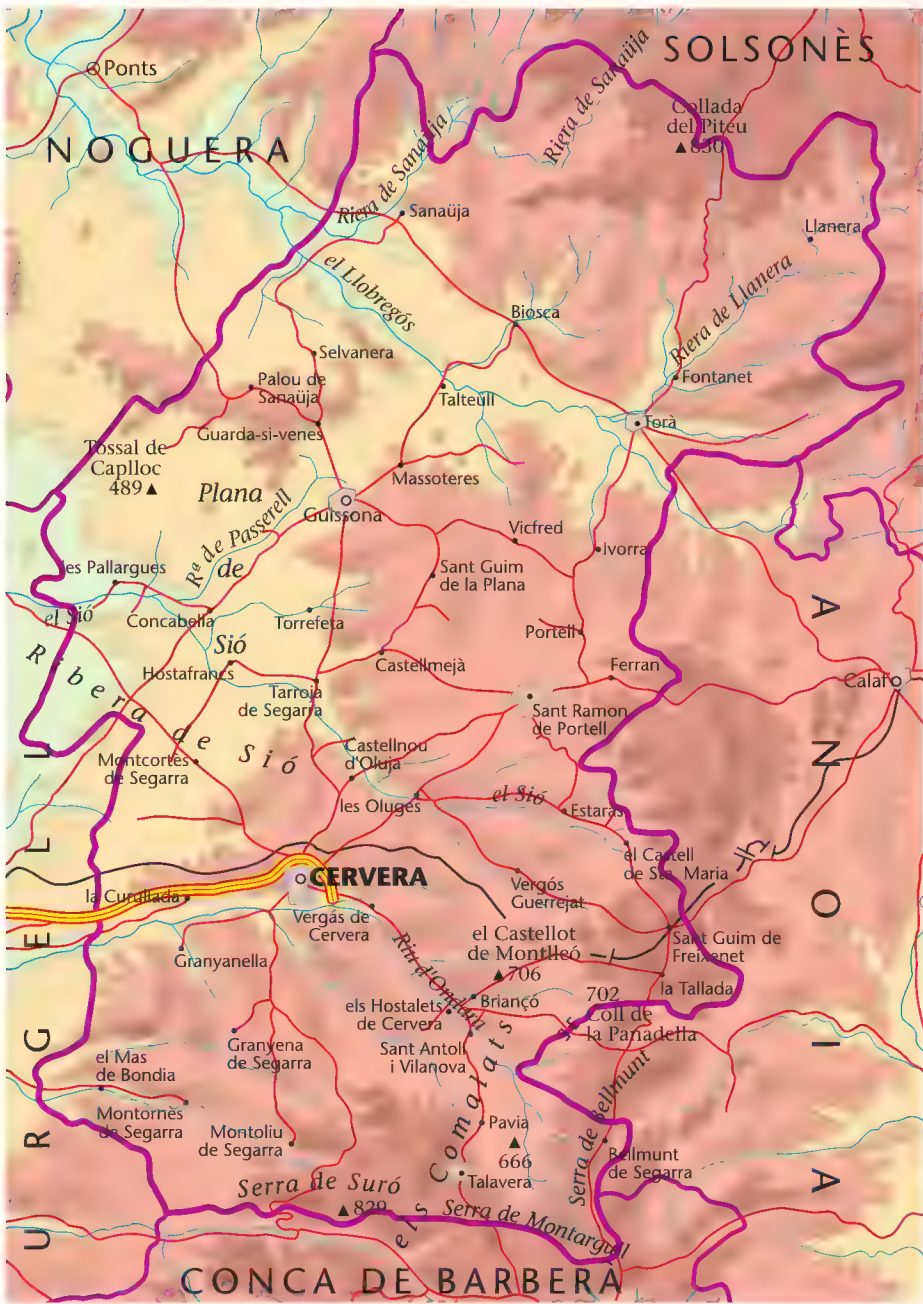 SOLSONÈS
Ponts
Riera de Sanaüja
Collada
del Piteu
▲830
NOGUERA
Riera de Sanaüja
Sanaüja
Llanera
el Llobregós
Riera de Llanera
Biosca
Selvanera
Palou de
Sanaüja
Talteüll
Fontanet
Guarda-si-venes
Torà
Tossal de
Caplloc
489▲
Massoteres
Plana
Guissona
Rª de Passerell
Vicfred
Ivorra
les Pallargues
de
Sant Guim
de la Plana
A
el Sió
Concabella
Torrefeta
Portell
Sió
Ribera de Sió
Hostafrancs
Castellmejà
Ferran
Calaf
Tarroja
de Segarra
Sant Ramon
de Portell
N
Montcortès
de Segarra
Castellnou
d'Oluja
les Oluges
el Sió
Estaràs
el Castell
de Sta. Maria
CERVERA
la Curullada
Vergós
Guerrejat
Vergás de
Cervera
O
Granyanella
Riu d'Ondara
el Castellot
de Montlleó
▲706
Sant Guim de
Freixenet
la Tallada
Briançó
els Hostalets
de Cervera
702
Coll de
la Panadella
Granyena
de Segarra
Sant Antolí
i Vilanova
I
el Mas
de Bondia
Montornès
de Segarra
els Comalats
Serra de Bellmunt
Pavia
Montoliu
de Segarra
▲
666
Bellmunt
de Segarra
Talavera
A
Serra de Suró
▲829
Serra de Montargull
URGELL
CONCA DE BARBERÀ